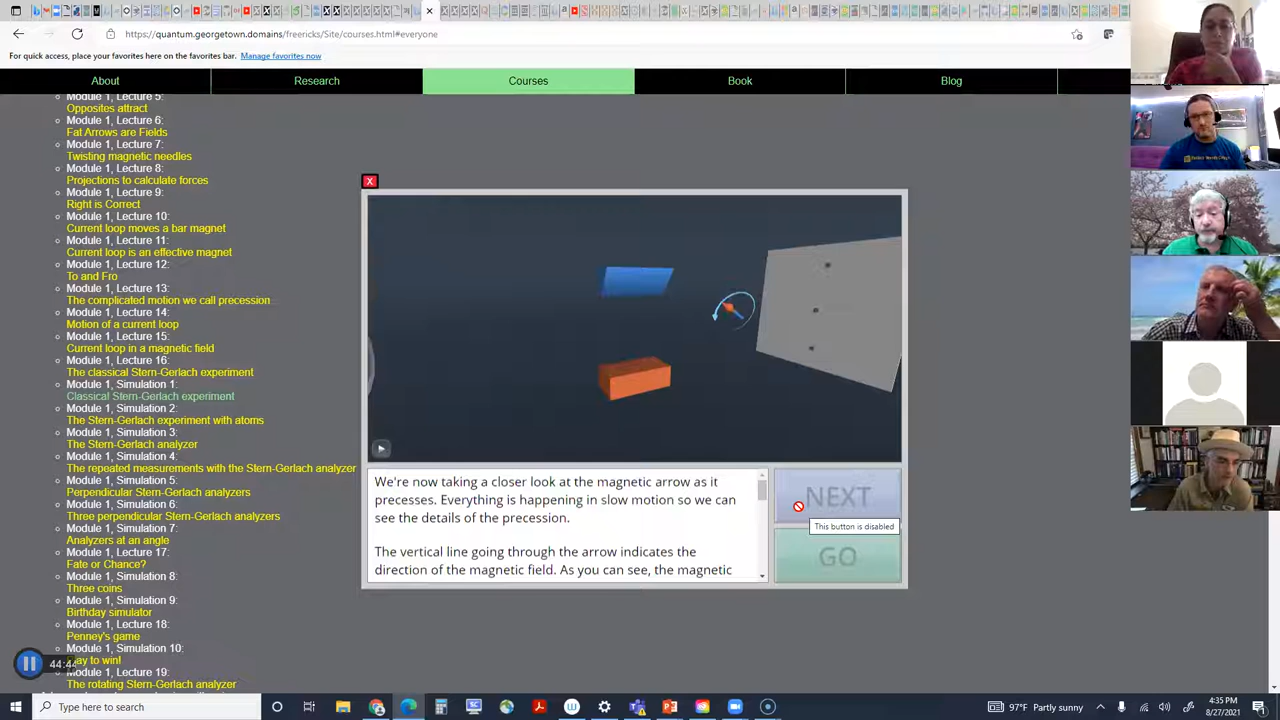 https://quantum.georgetown.domains/freericks/Site/courses.html#everyone
For quick access, place your favorites here on the favorites bar. Manage favorites now
About
Research
Courses
Book
Blog
Module 1, Lecture 5:
Opposites attract
Module 1, Lecture 6:
Fat Arrows are Fields
Module 1, Lecture 7:
Twisting magnetic needles
Module 1, Lecture 8:
Projections to calculate forces
Module 1, Lecture 9:
Right is Correct
Module 1, Lecture 10:
Current loop moves a bar magnet
Module 1, Lecture 11:
Current loop is an effective magnet
Module 1, Lecture 12:
To and Fro
Module 1, Lecture 13:
The complicated motion we call precession
Module 1, Lecture 14:
Motion of a current loop
Module 1, Lecture 15:
Current loop in a magnetic field
Module 1, Lecture 16:
The classical Stern-Gerlach experiment
Module 1, Simulation 1:
Classical Stern-Gerlach experiment
Module 1, Simulation 2:
The Stern-Gerlach experiment with atoms
Module 1, Simulation 3:
The Stern-Gerlach analyzer
Module 1, Simulation 4:
The repeated measurements with the Stern-Gerlach analyzer
Module 1, Simulation 5:
Perpendicular Stern-Gerlach analyzers
Module 1, Simulation 6:
Three perpendicular Stern-Gerlach analyzers
Module 1, Simulation 7:
Analyzers at an angle
Module 1, Lecture 17:
Fate or Chance?
Module 1, Simulation 8:
Three coins
Module 1, Simulation 9:
Birthday simulator
Module 1, Lecture 18:
Penney's game
Module 1, Simulation 10:
to win!
Module 1, Lecture 19:
The rotating Stern-Gerlach analyzer
X
We're now taking a closer look at the magnetic arrow as it
precesses. Everything is happening in slow motion so we can
see the details of the precession.
The vertical line going through the arrow indicates the
direction of the magnetic field. As you can see, the magnetic
NEXT
This button is disabled
GO
Type here to search
97°F Partly sunny
4:35 PM
8/27/2021